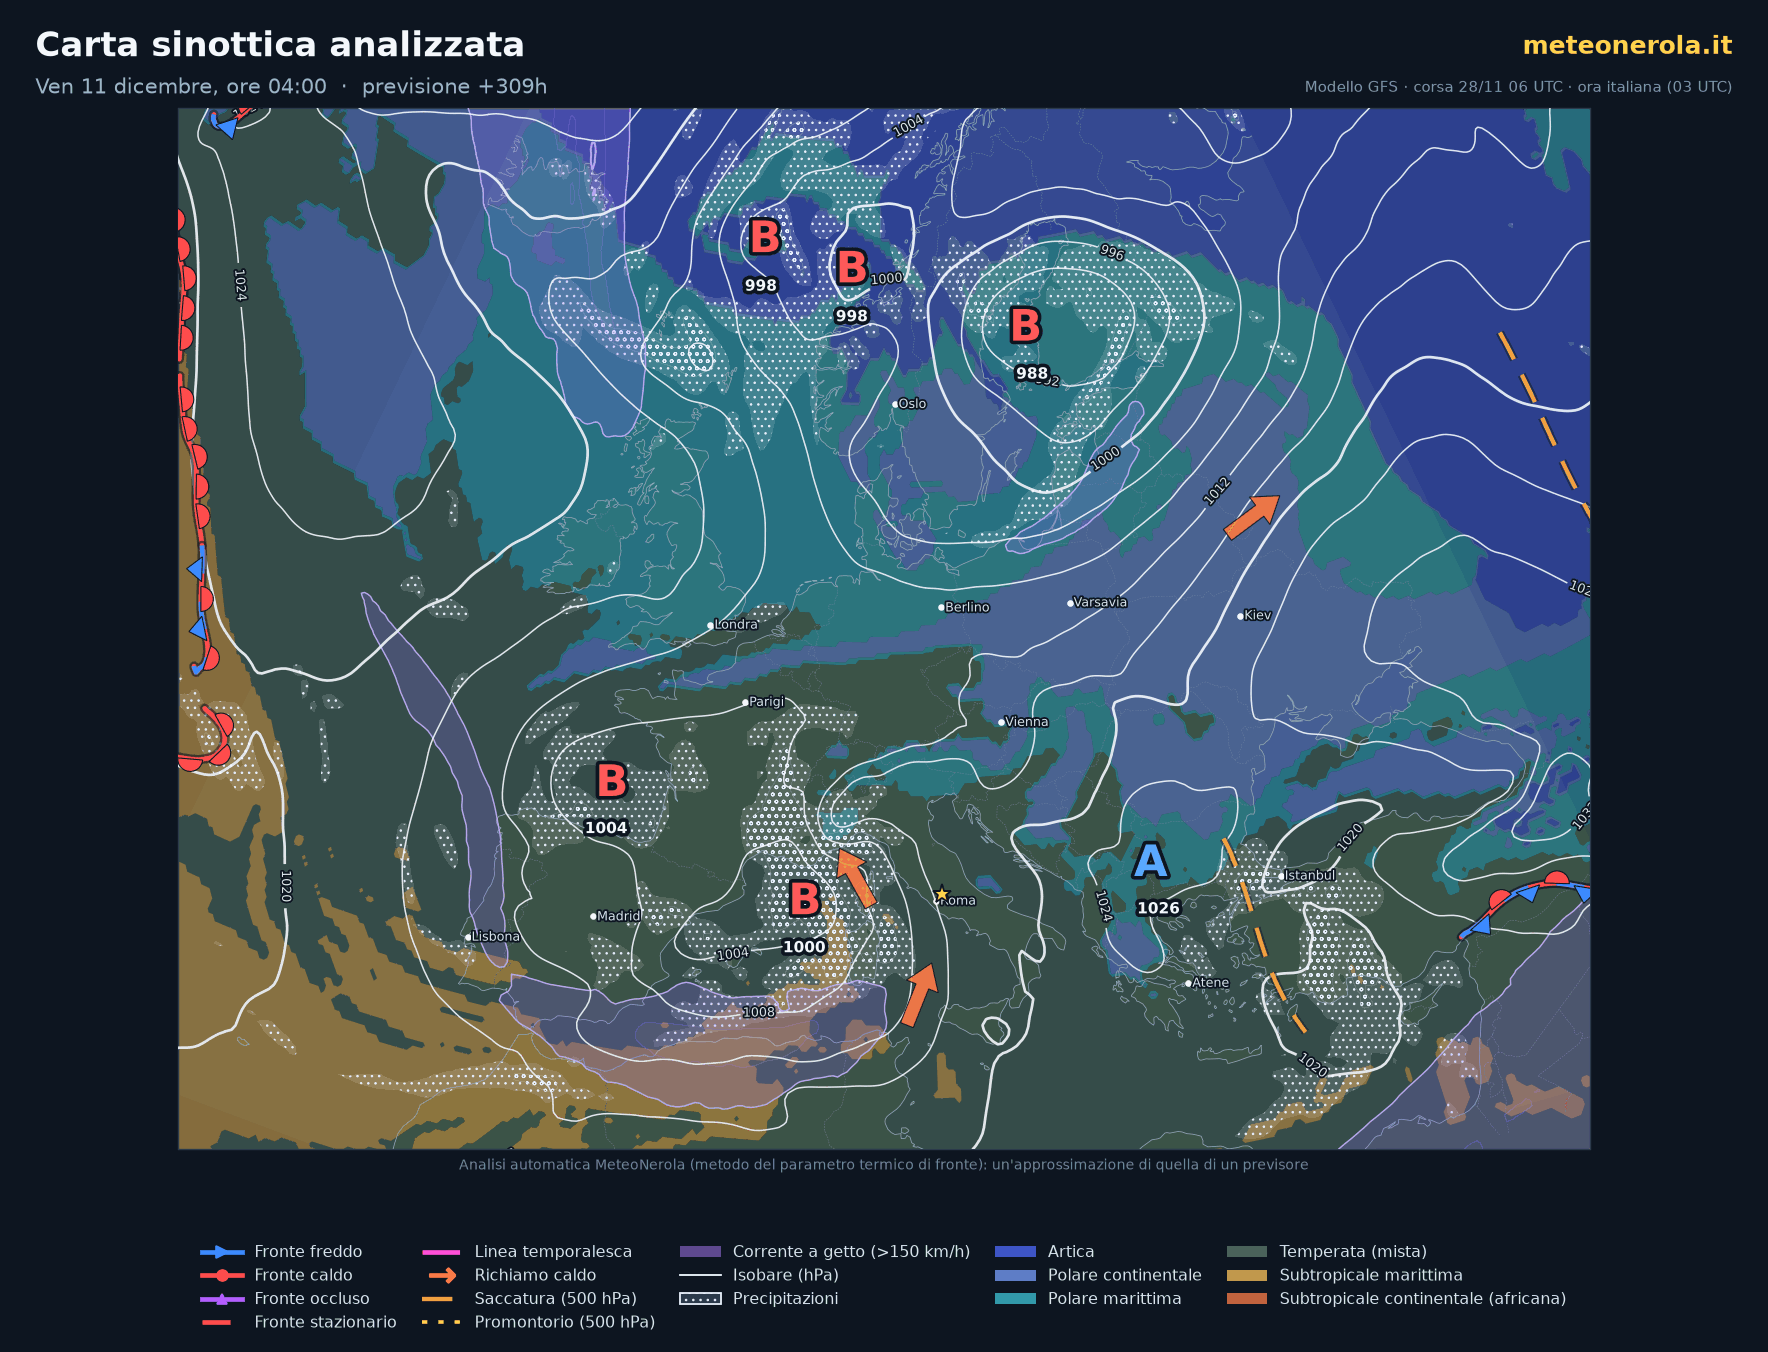 Carta sinottica analizzata
meteonerola.it
Ven 11 dicembre, ore 04:00 · previsione +309h
Modello GFS · corsa 28/11 06 UTC · ora italiana (03 UTC)
1004
B
998
B
1000
998
996
B
988
1024
Oslo
1000
1012
Berlino
Varsavia
Kiev
Londra
Parigi
Vienna
B
1004
1020
A
1026
1024
Istanbul
1020
B
1000
Roma
Madrid
Lisbona
1004
Atene
1008
1020
Analisi automatica MeteoNerola (metodo del parametro termico di fronte): un'approssimazione di quella di un previsore
Fronte freddo
Fronte caldo
Fronte occluso
Fronte stazionario
Linea temporalesca
Richiamo caldo
Saccatura (500 hPa)
Promontorio (500 hPa)
Corrente a getto (>150 km/h)
Isobare (hPa)
Precipitazioni
Artica
Polare continentale
Polare marittima
Temperata (mista)
Subtropicale marittima
Subtropicale continentale (africana)